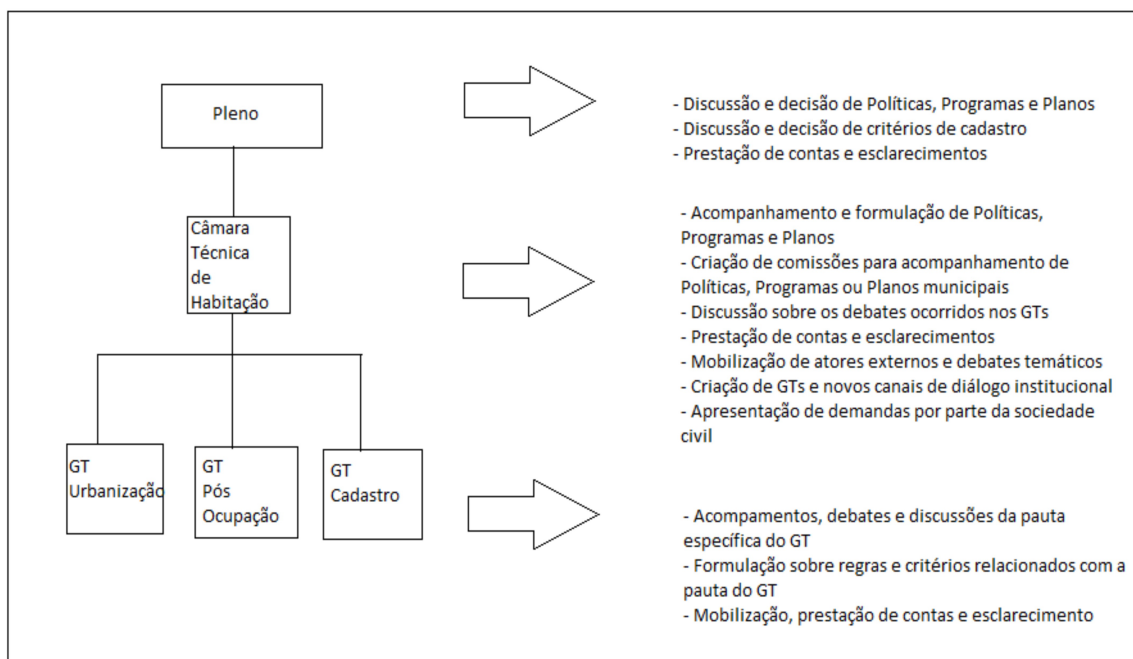 Pleno
- Discussão e decisão de Políticas, Programas e Planos
- Discussão e decisão de critérios de cadastro
- Prestação de contas e esclarecimentos
Câmara
Técnica
de
Habitação
- Acompanhamento e formulação de Políticas,
Programas e Planos
- Criação de comissões para acompanhamento de
Políticas, Programas ou Planos municipais
- Discussão sobre os debates ocorridos nos GTs
- Prestação de contas e esclarecimentos
- Mobilização de atores externos e debates temáticos
- Criação de GTs e novos canais de diálogo institucional
- Apresentação de demandas por parte da sociedade
civil
GT
Urbanização
GT
Pós
Ocupação
GT
Cadastro
- Acompamentos, debates e discussões da pauta
específica do GT
- Formulação sobre regras e critérios relacionados com a
pauta do GT
- Mobilização, prestação de contas e esclarecimento